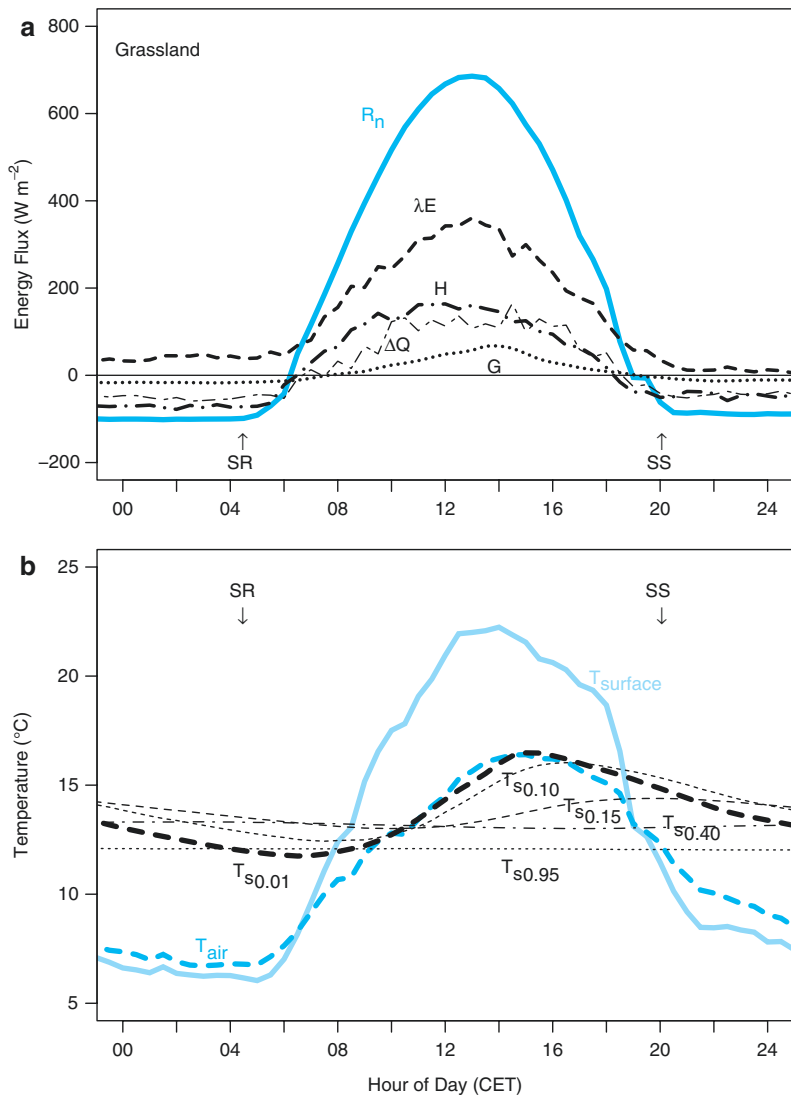 a
Grassland
Energy Flux (W m−2)
800
600
400
200
0
−200
Rn
λE
H
ΔQ
G
↑
SR
↑
SS
00 04 08 12 16 20 24
b
Temperature (°C)
25
20
15
10
5
SR
↓
SS
↓
Tsurface
Ts0.10
Ts0.15
Ts0.40
Ts0.01
Ts0.95
Tair
00 04 08 12 16 20 24
Hour of Day (CET)